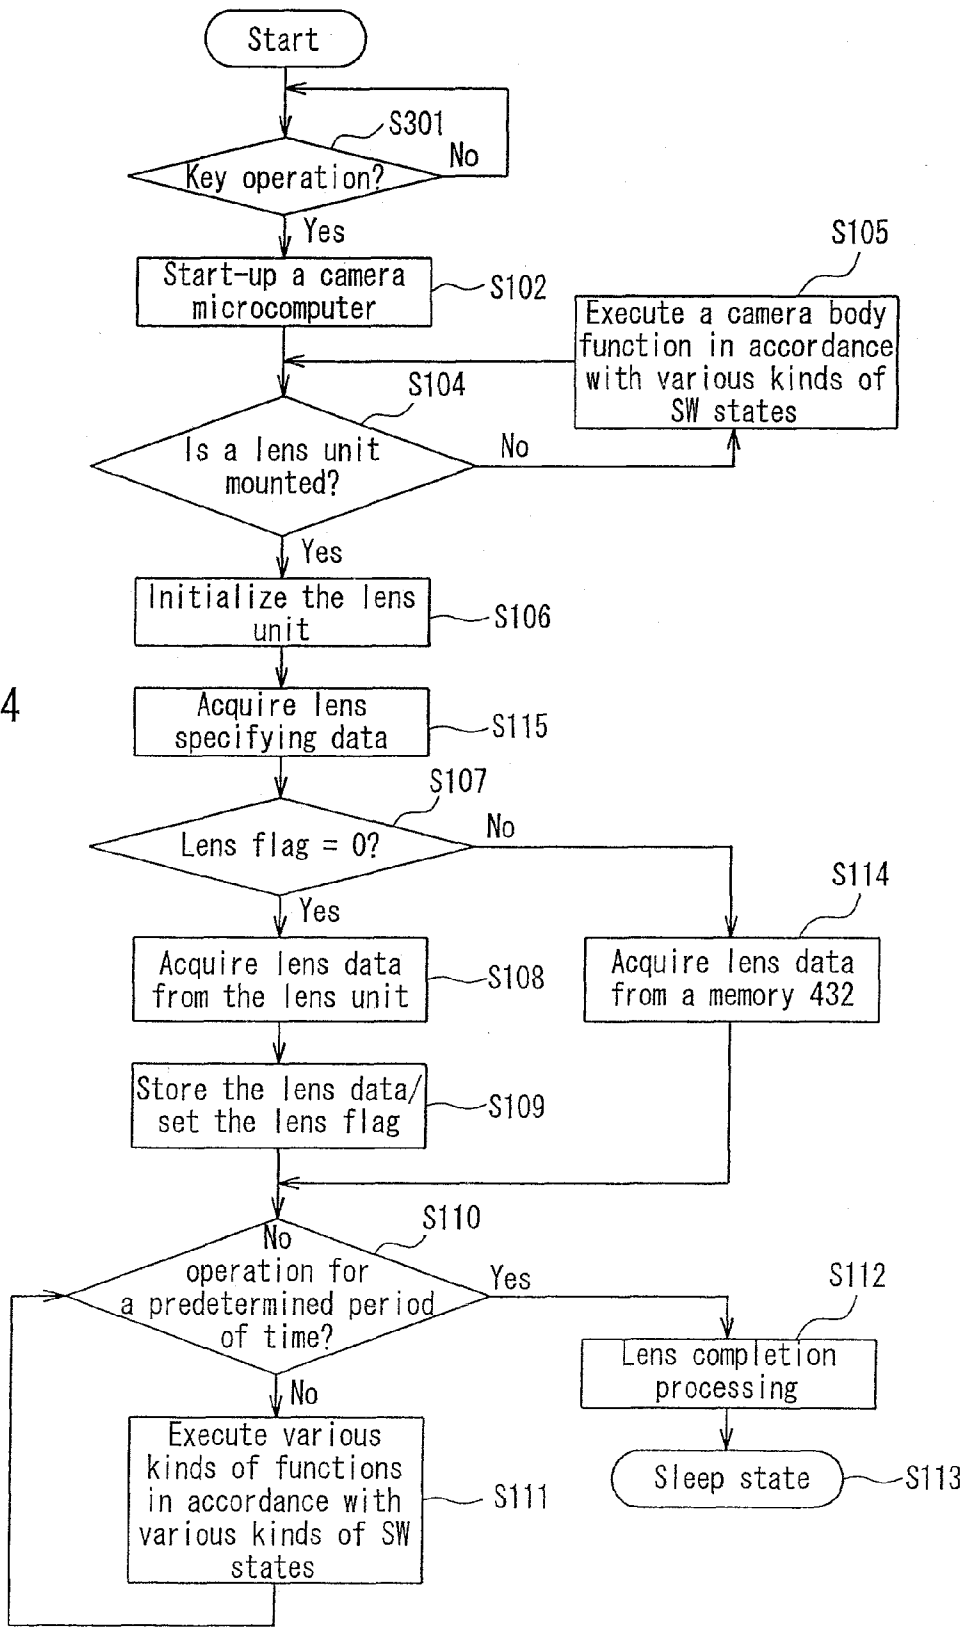 Start
S301
No
Key operation?
Yes
S105
Start-up a camera
microcomputer
S102
Execute a camera body
function in accordance
with various kinds of
SW states
S104
Is a lens unit
mounted?
No
Yes
Initialize the lens
unit
S106
4
Acquire lens
specifying data
S115
S107
Lens flag = 0?
No
Yes
S114
Acquire lens data
from the lens unit
S108
Acquire lens data
from a memory 432
Store the lens data/
set the lens flag
S109
S110
No
operation for
a predetermined period
of time?
Yes
S112
Lens completion
processing
No
Execute various
kinds of functions
in accordance with
various kinds of SW
states
S111
Sleep state
S113